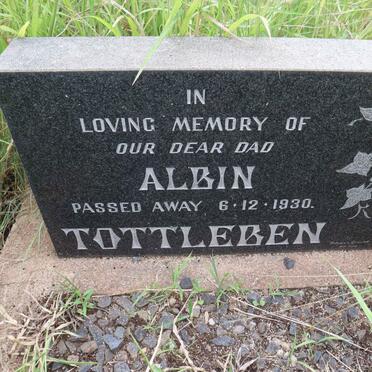 IN
LOVING MEMORY OF
OUR DEAR DAD
ALBIN
PASSED AWAY 6·12·1930.
TOTTLEBEN